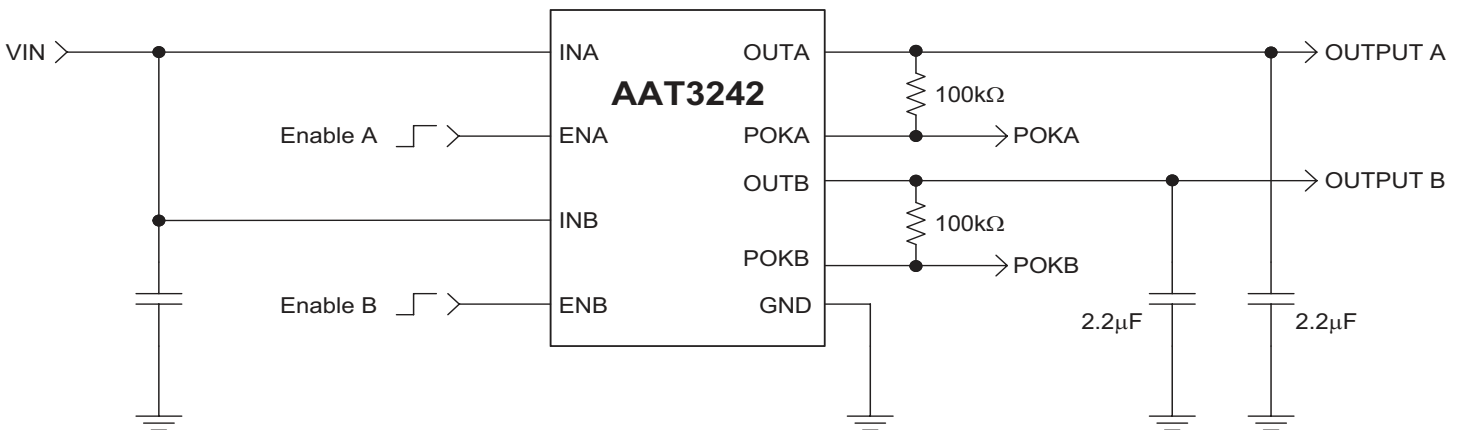 VIN
INA
OUTA
OUTPUT A
AAT3242
100kΩ
Enable A
ENA
POKA
POKA
OUTB
OUTPUT B
INB
100kΩ
POKB
POKB
Enable B
ENB
GND
2.2μF
2.2μF